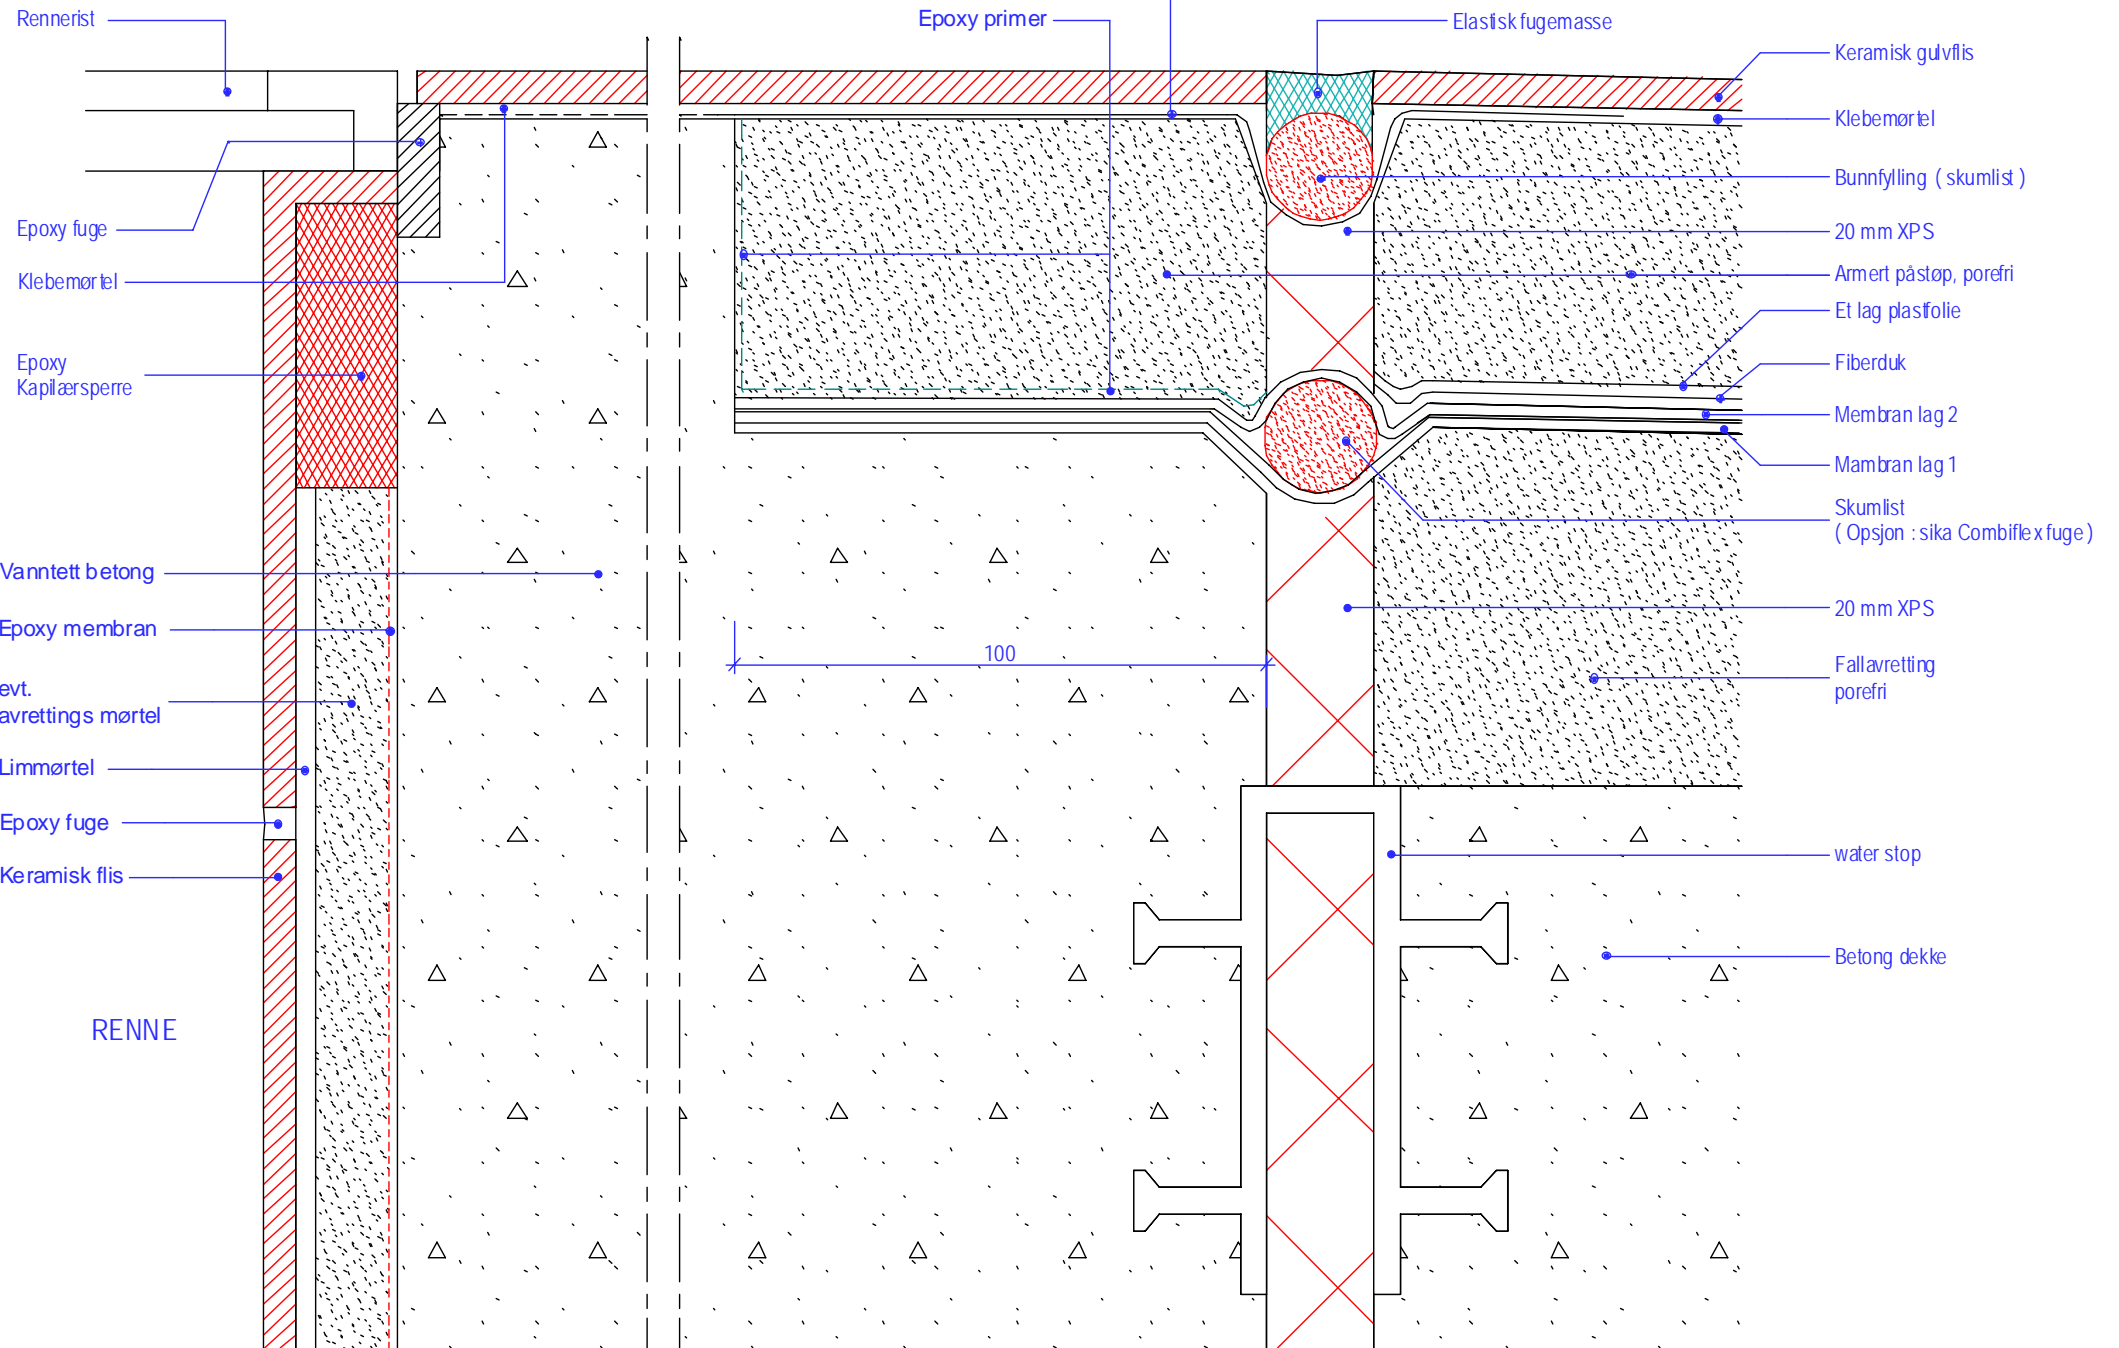 Rennerist
Epoxy primer
Elastisk fugemasse
Keramisk gulvflis
Klebemørtel
Bunnfylling ( skumlist )
Epoxy fuge
20 mm XPS
Klebemørtel
Armert påstøp, porefri
Et lag plastfolie
Epoxy
Kapilærsperre
Fiberduk
Membran lag 2
Mambran lag 1
Skumlist
( Opsjon : sika Combiflex fuge )
Vanntett betong
20 mm XPS
Epoxy membran
100
Fallavretting
porefri
evt.
avrettings mørtel
Limmørtel
Epoxy fuge
water stop
Keramisk flis
Betong dekke
RENNE